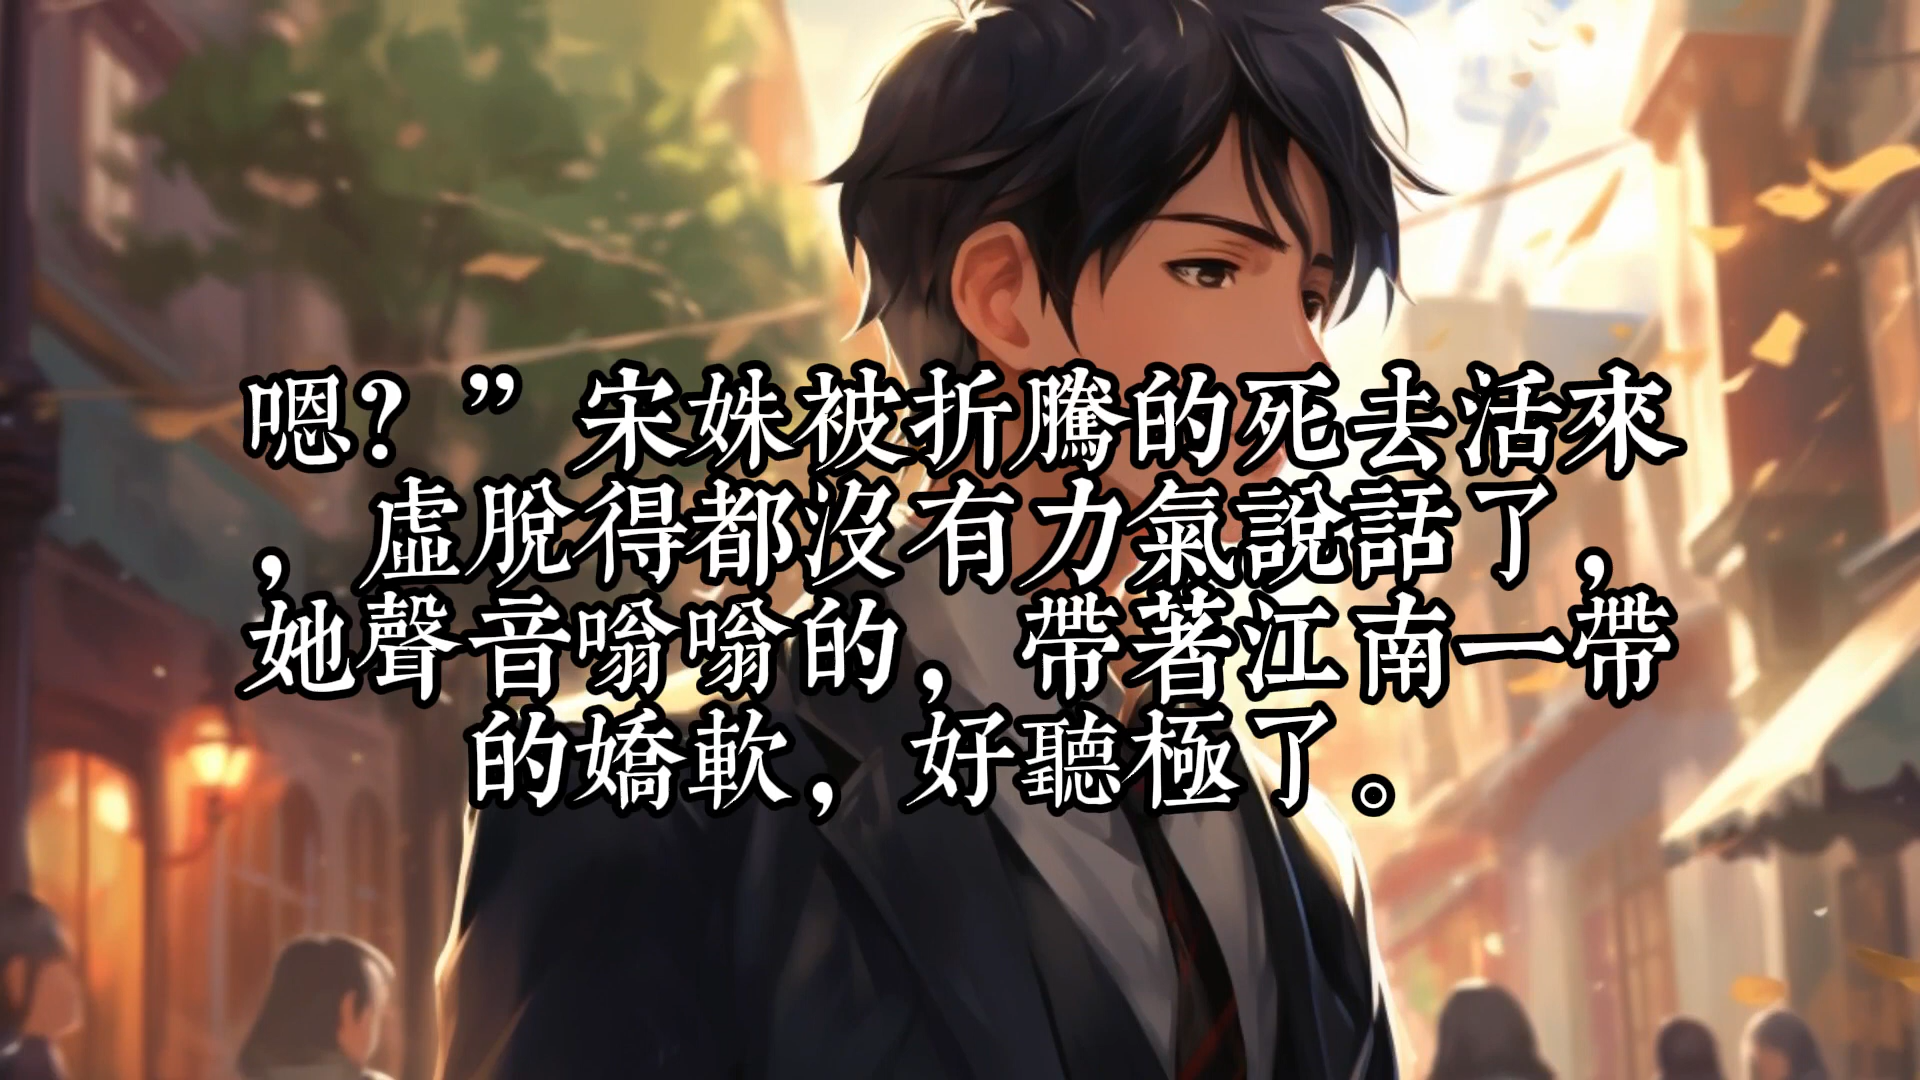 嗯？”宋姝被折騰的死去活來
，虛脫得都沒有力氣說話了，
她聲音嗡嗡的，帶著江南一帶
的嬌軟，好聽極了。